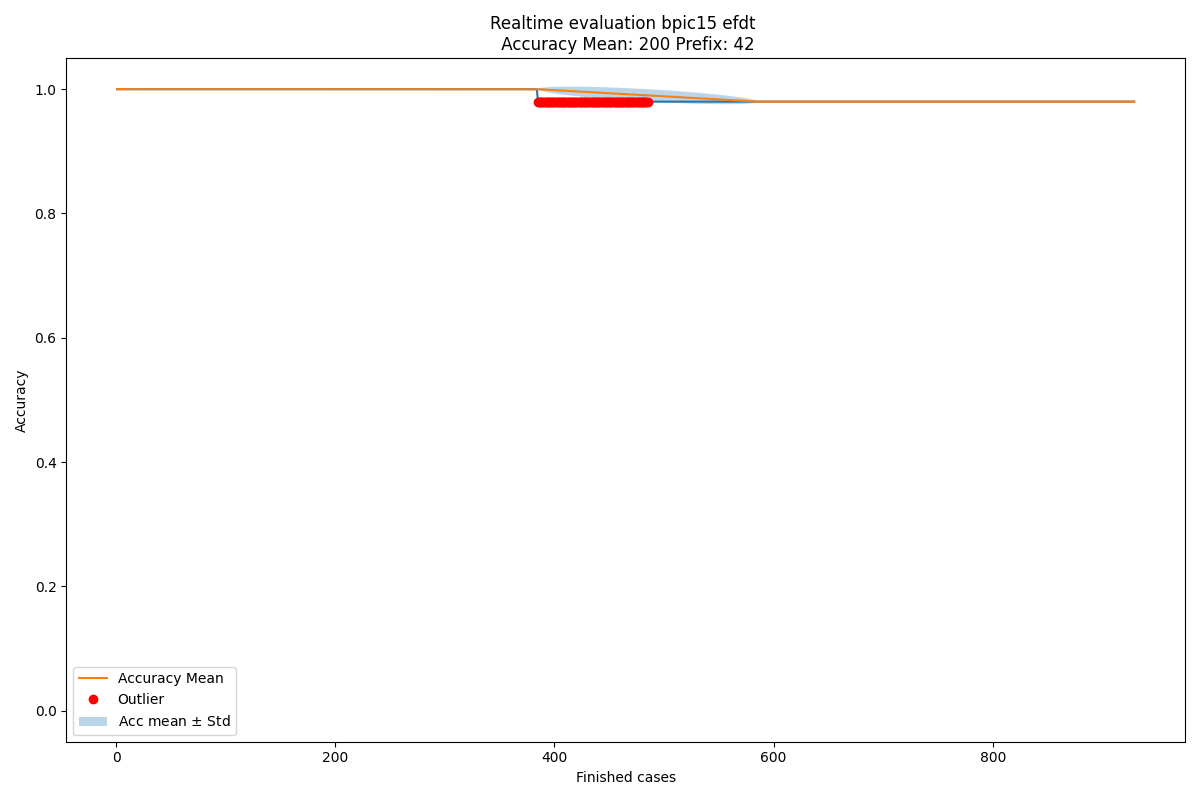 Realtime evaluation bpic15 efdt
Accuracy Mean: 200 Prefix: 42
Accuracy
1.0
0.8
0.6
0.4
0.2
0.0
Accuracy Mean
Outlier
Acc mean ± Std
0
200
400
600
800
Finished cases